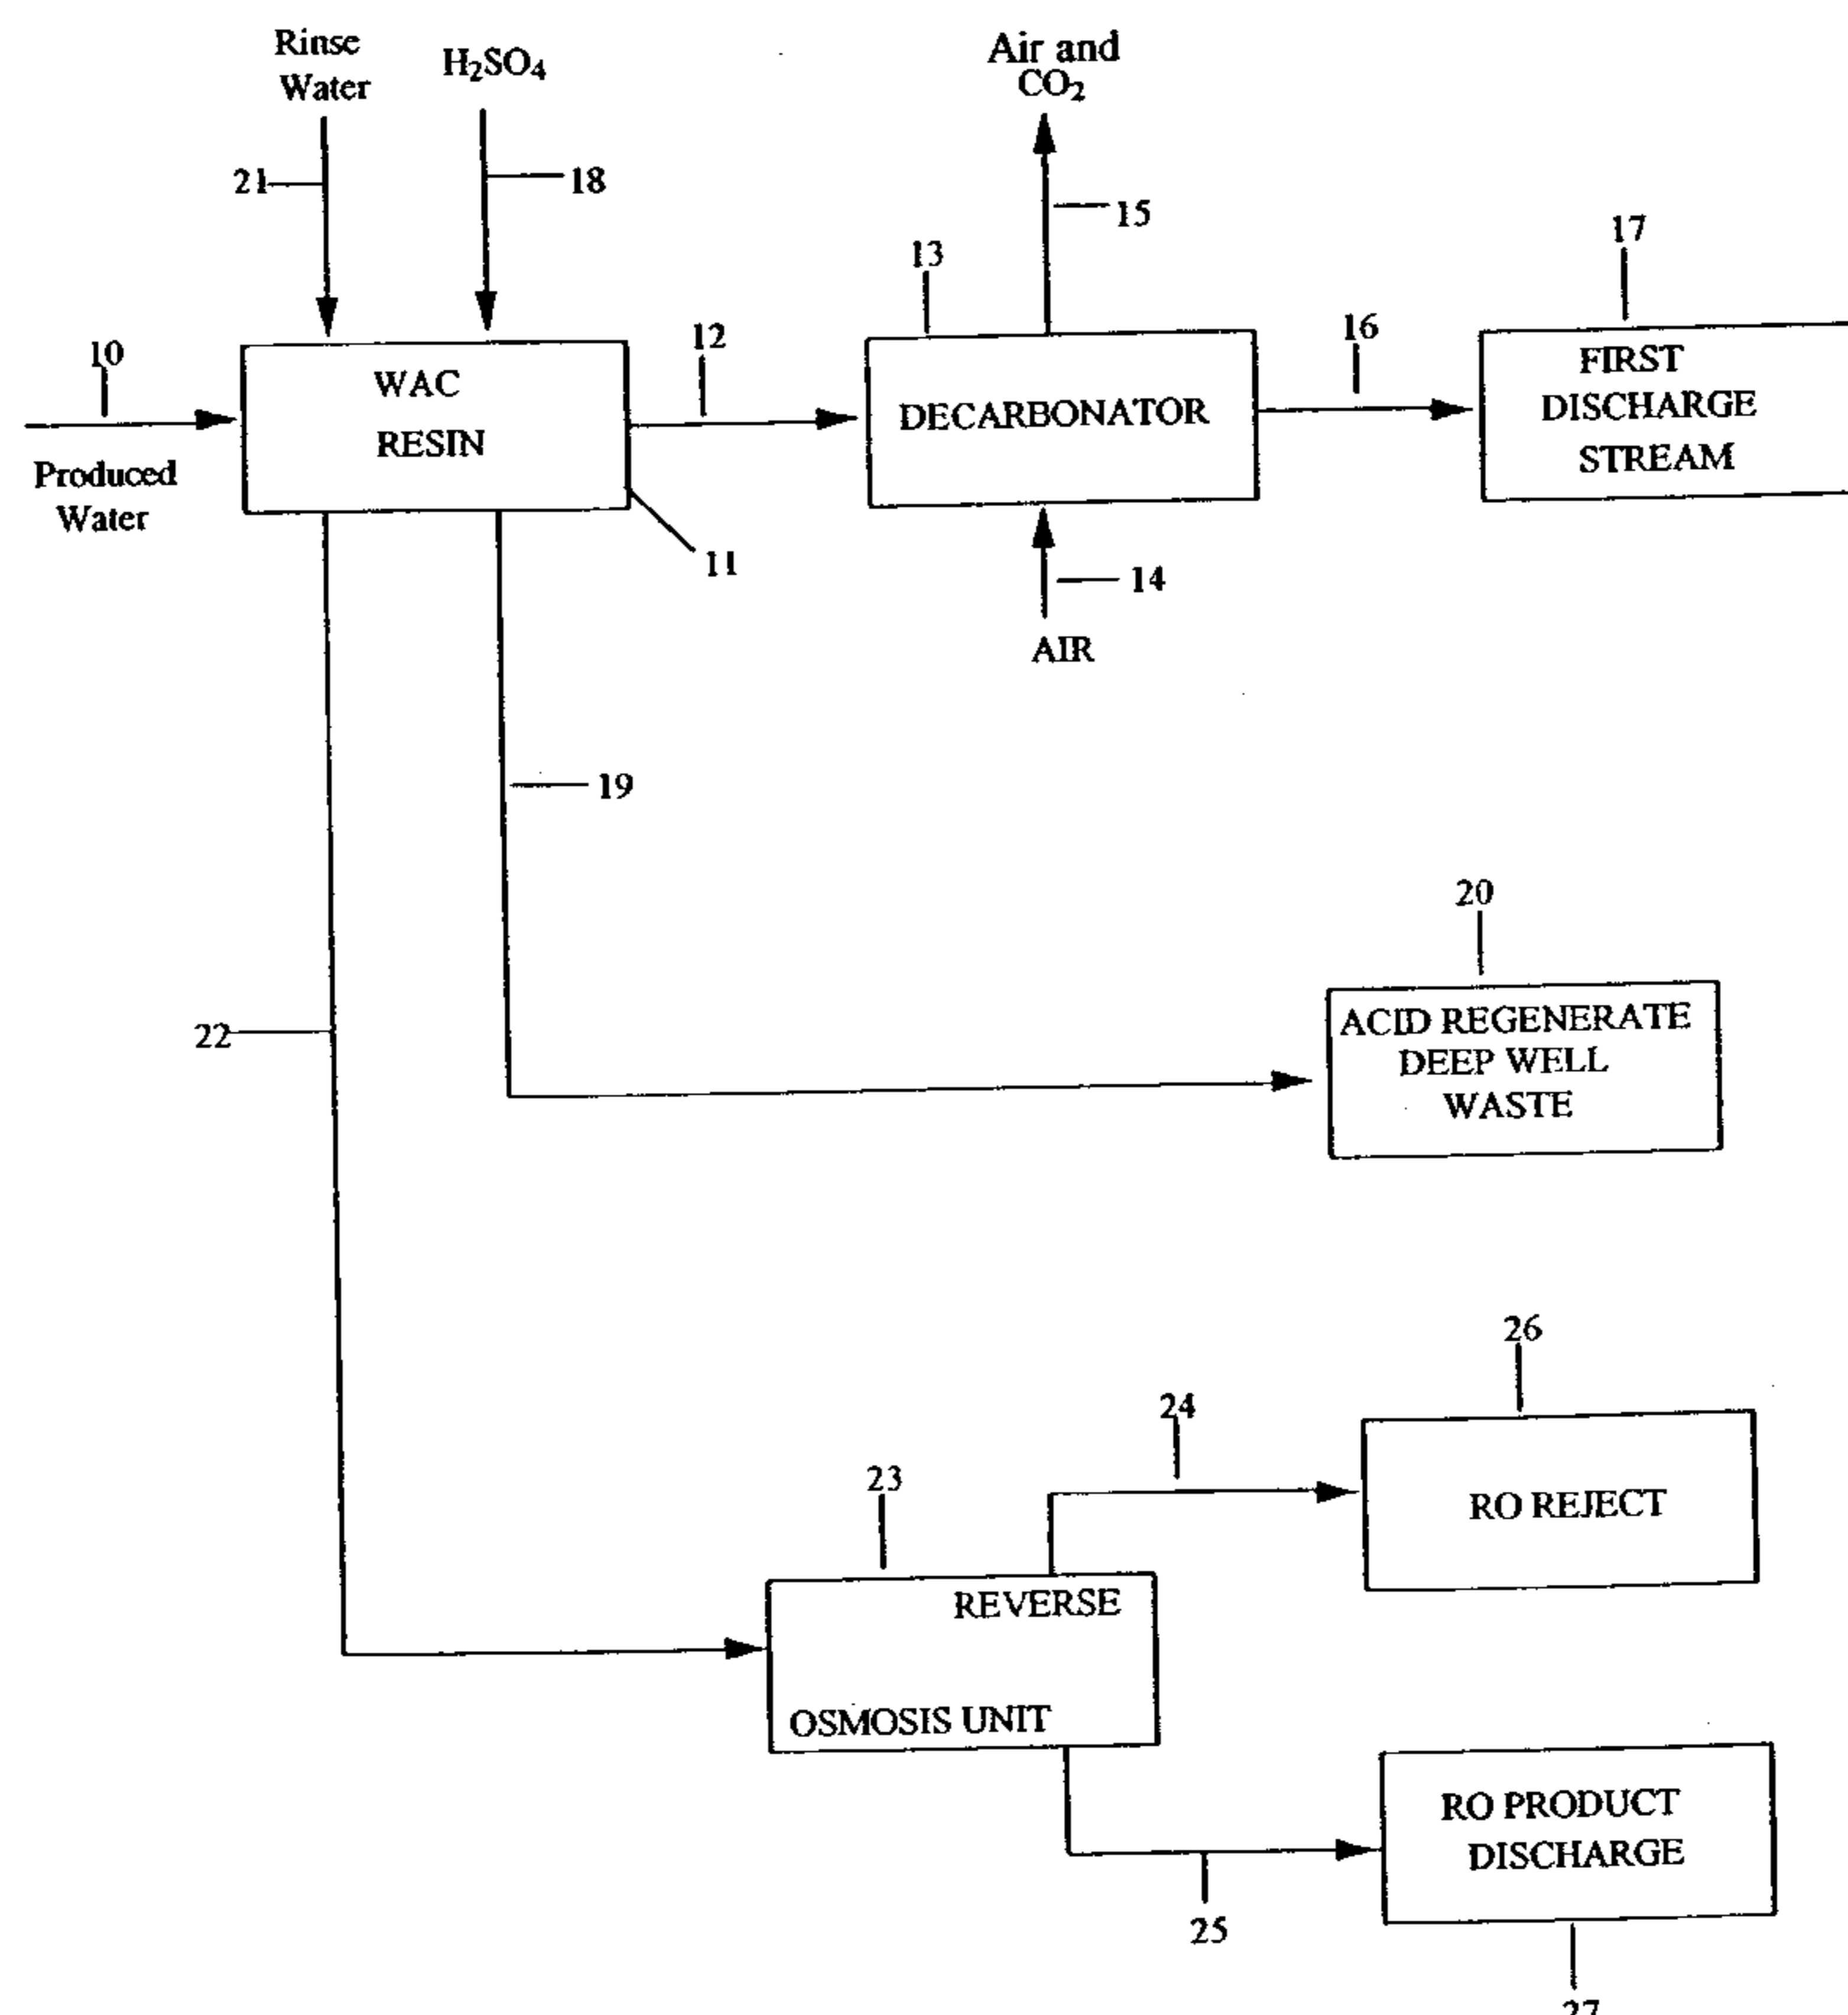 Rinse
Water
H₂SO₄
Air and
CO₂
21
18
15
13
17
10
12
16
WAC
RESIN
DECARBONATOR
FIRST
DISCHARGE
STREAM
Produced
Water
11
14
AIR
19
20
22
ACID REGENERATE
DEEP WELL
WASTE
26
24
23
RO REJECT
REVERSE
OSMOSIS UNIT
RO PRODUCT
DISCHARGE
25
27